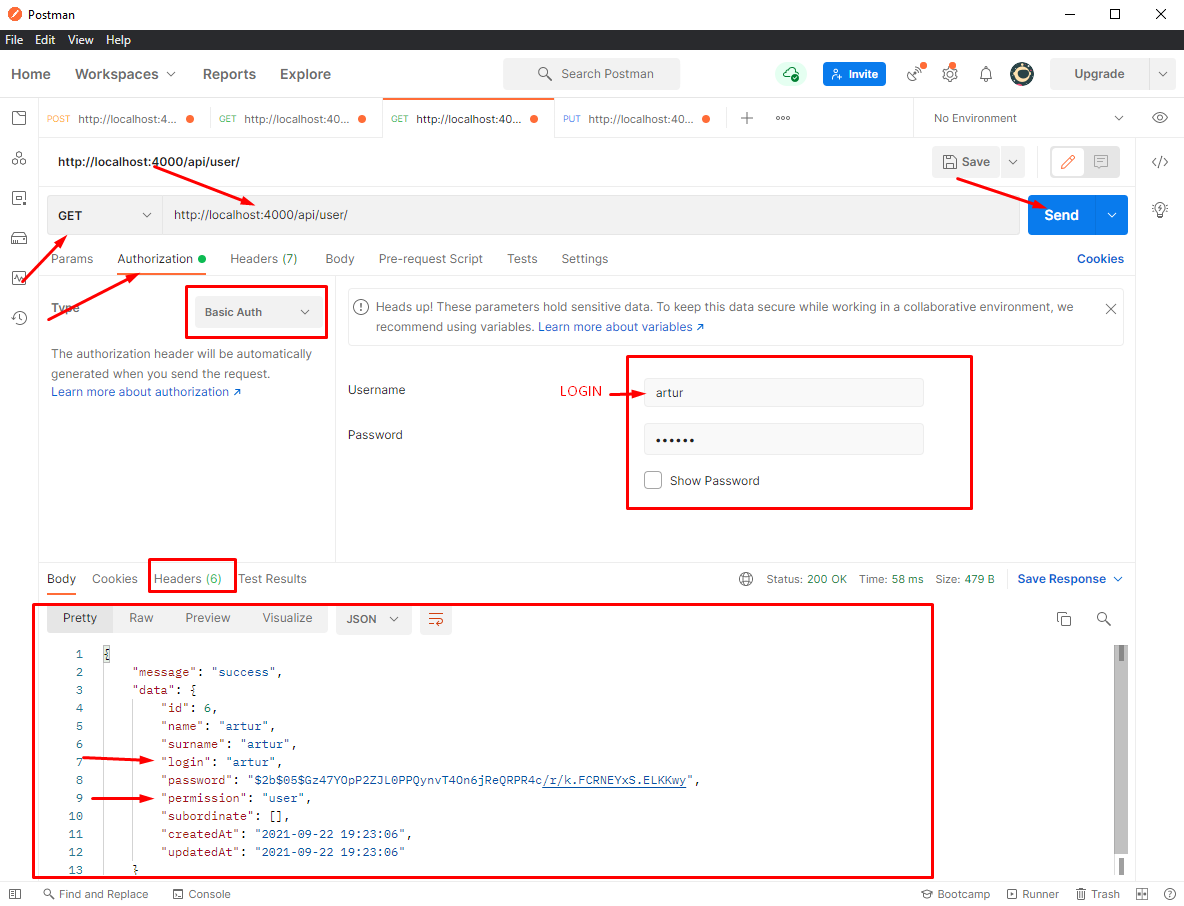 Postman
File Edit View Help
Home Workspaces Reports Explore Search Postman Invite Upgrade
POST http://localhost:4... GET http://localhost:40... GET http://localhost:40... PUT http://localhost:40... No Environment
http://localhost:4000/api/user/ Save
GET http://localhost:4000/api/user/ Send
Params Authorization Headers (7) Body Pre-request Script Tests Settings Cookies
Type Basic Auth
Heads up! These parameters hold sensitive data. To keep this data secure while working in a collaborative environment, we
recommend using variables. Learn more about variables ↗
The authorization header will be automatically
generated when you send the request.
Learn more about authorization ↗
Username LOGIN artur
Password ••••••
Show Password
Body Cookies Headers (6) Test Results Status: 200 OK Time: 58 ms Size: 479 B Save Response
Pretty Raw Preview Visualize JSON
1 {
2 "message": "success",
3 "data": {
4 "id": 6,
5 "name": "artur",
6 "surname": "artur",
7 "login": "artur",
8 "password": "$2b$05$Gz47YOpP2ZJL0PPQynvT4On6jReQRPR4c/r/k.FCRNEYxS.ELKKwy",
9 "permission": "user",
10 "subordinate": [],
11 "createdAt": "2021-09-22 19:23:06",
12 "updatedAt": "2021-09-22 19:23:06"
13 }
Find and Replace Console Bootcamp Runner Trash